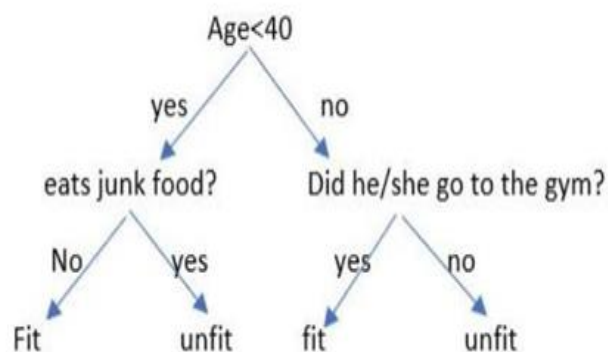 Age<40
yes no
eats junk food? Did he/she go to the gym?
No yes yes no
Fit unfit fit unfit